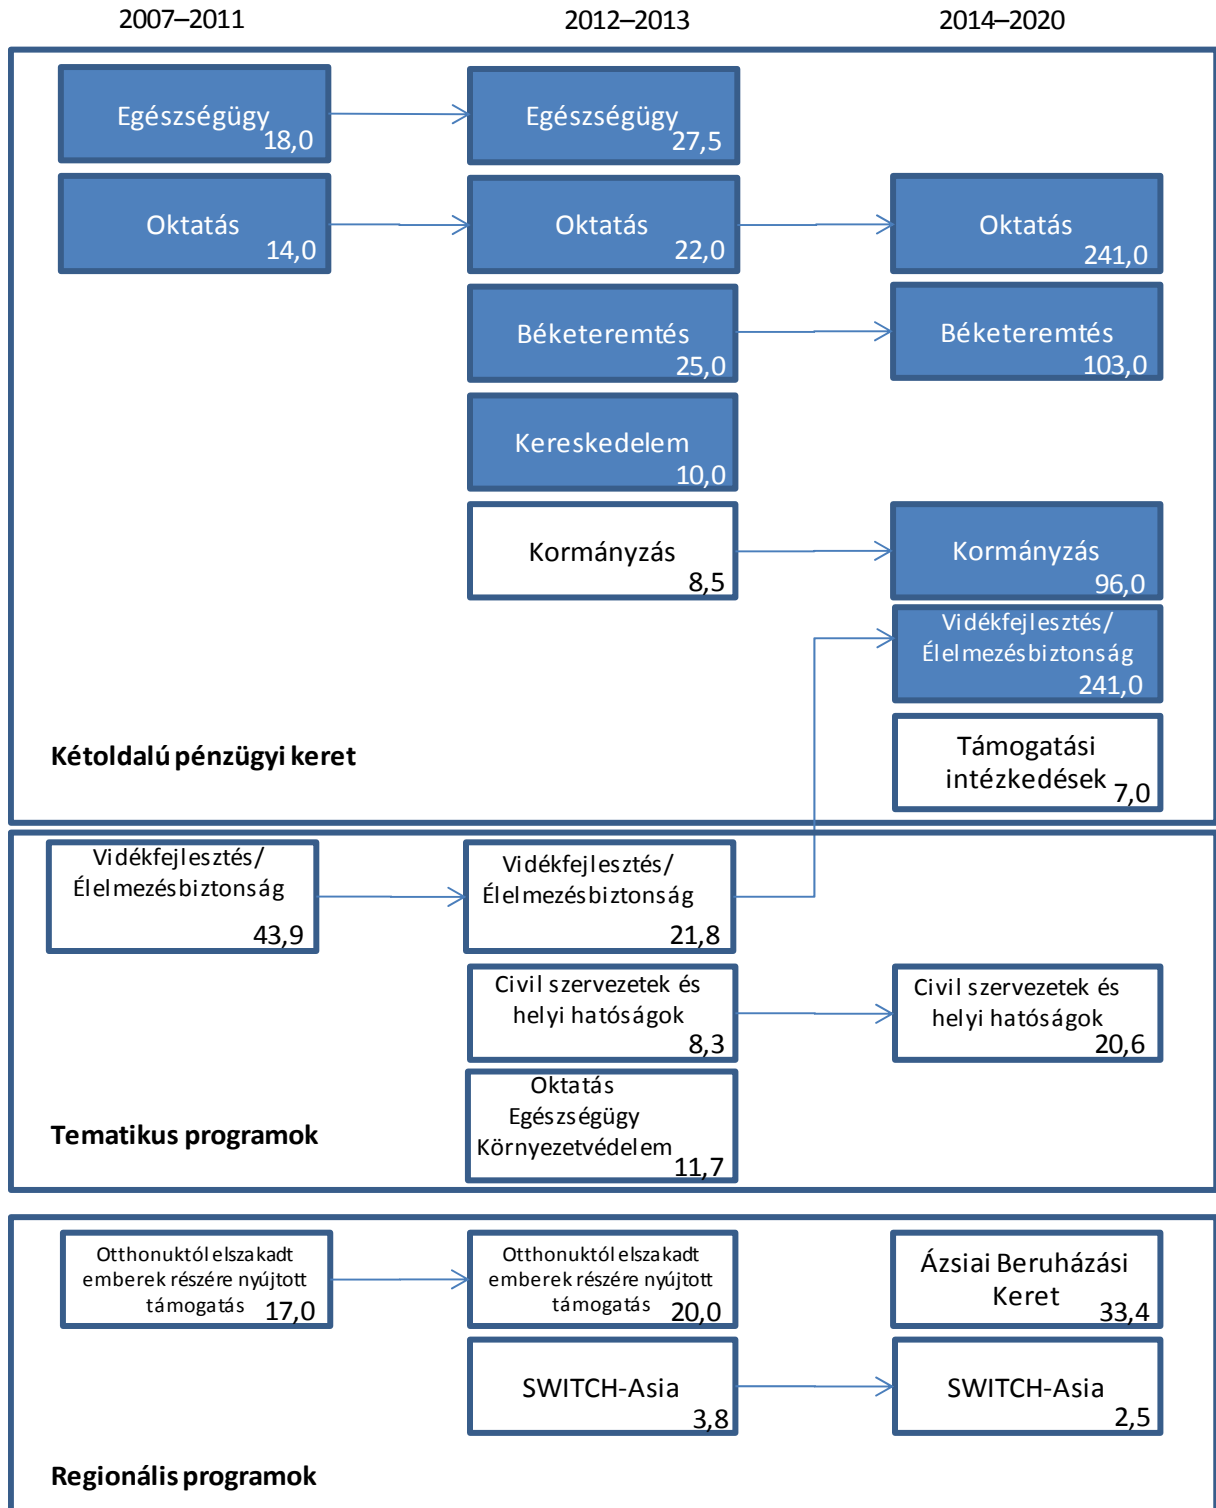 2007–2011
2012–2013
2014–2020
Egészségügy
18,0
Egészségügy
27,5
Oktatás
14,0
Oktatás
22,0
Oktatás
241,0
Béketeremtés
25,0
Béketeremtés
103,0
Kereskedelem
10,0
Kormányzás
8,5
Kormányzás
96,0
Vidékfejlesztés/
Élelmezésbiztonság
241,0
Támogatási
intézkedések
7,0
Kétoldalú pénzügyi keret
Vidékfejlesztés/
Élelmezésbiztonság
43,9
Vidékfejlesztés/
Élelmezésbiztonság
21,8
Civil szervezetek és
helyi hatóságok
8,3
Civil szervezetek és
helyi hatóságok
20,6
Oktatás
Egészségügy
Környezetvédelem
11,7
Tematikus programok
Otthonuktól elszakadt
emberek részére nyújtott
támogatás
17,0
Otthonuktól elszakadt
emberek részére nyújtott
támogatás
20,0
Ázsiai Beruházási
Keret
33,4
SWITCH-Asia
3,8
SWITCH-Asia
2,5
Regionális programok